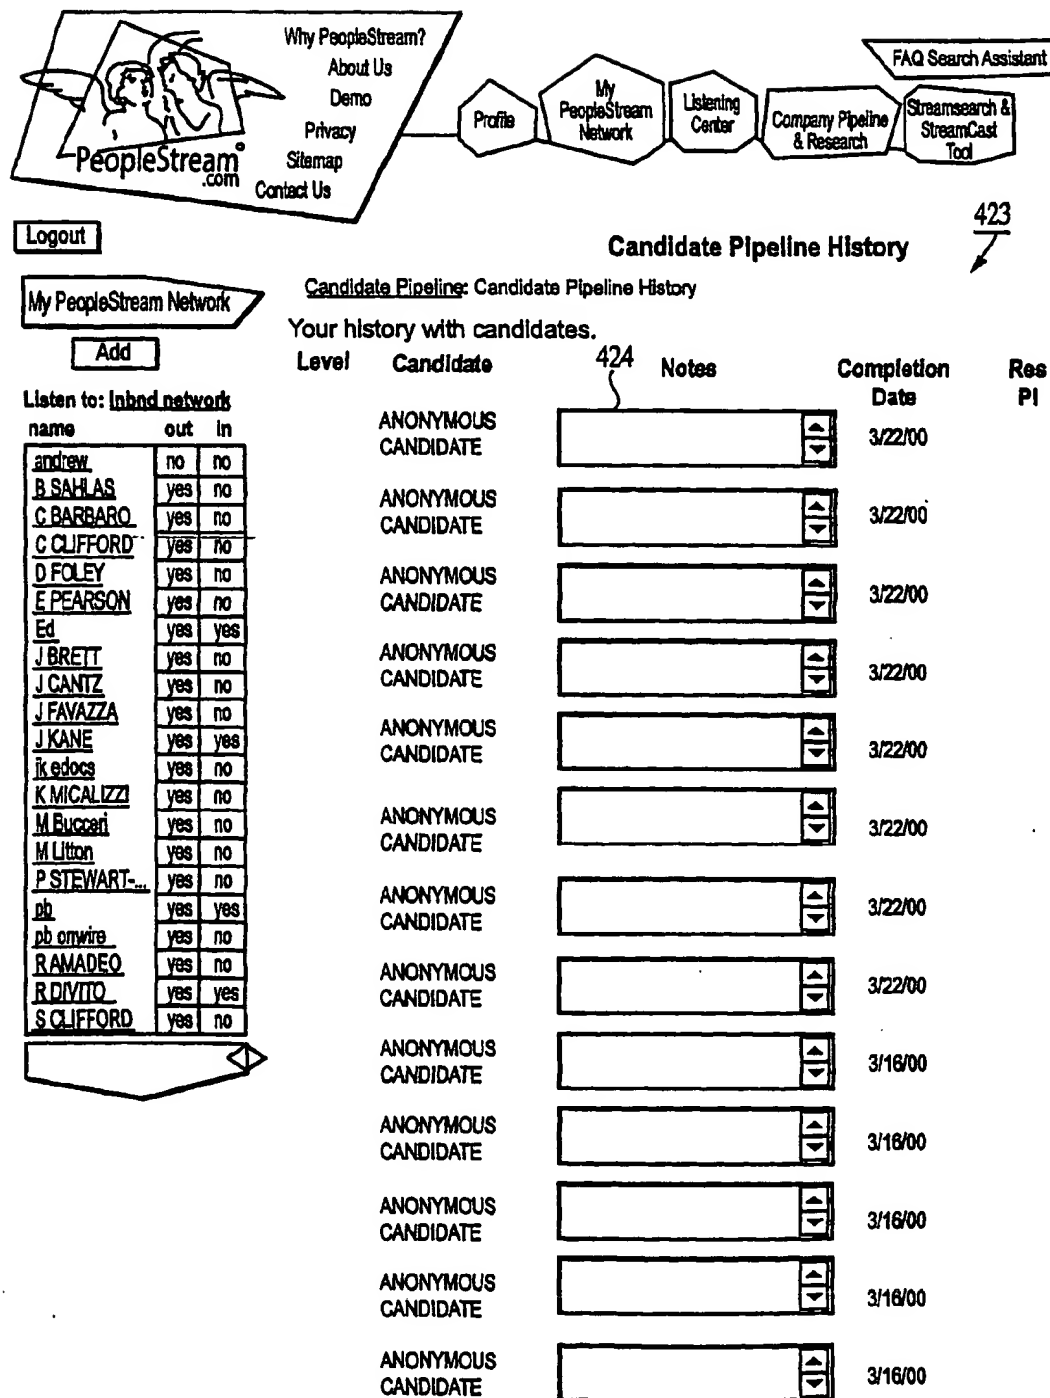 Why PeopleStream?
About Us
Demo
Privacy
Sitemap
Contact Us
PeopleStream
.com
Profile
My
PeopleStream
Network
Listening
Center
Company Pipeline
& Research
Streamsearch &
StreamCast
Tool
FAQ Search Assistant
Logout
Candidate Pipeline History
423
My PeopleStream Network
Add
Listen to: Inbnd network
name out in
andrew no no
B SAHLAS yes no
C BARBARO yes no
C CLIFFORD yes no
D FOLEY yes no
E PEARSON yes no
Ed yes yes
J BRETT yes no
J CANTZ yes no
J FAVAZZA yes no
J KANE yes yes
jk edocs yes no
K MICALIZZI yes no
M Bucceri yes no
M Litton yes no
P STEWART-... yes no
pb yes yes
pb onwire yes no
R AMADEO yes no
R DIVITO yes yes
S CLIFFORD yes no
Candidate Pipeline: Candidate Pipeline History
Your history with candidates.
Level Candidate 424 Notes Completion Res
Date PI
ANONYMOUS
CANDIDATE 3/22/00
ANONYMOUS
CANDIDATE 3/22/00
ANONYMOUS
CANDIDATE 3/22/00
ANONYMOUS
CANDIDATE 3/22/00
ANONYMOUS
CANDIDATE 3/22/00
ANONYMOUS
CANDIDATE 3/22/00
ANONYMOUS
CANDIDATE 3/22/00
ANONYMOUS
CANDIDATE 3/22/00
ANONYMOUS
CANDIDATE 3/16/00
ANONYMOUS
CANDIDATE 3/16/00
ANONYMOUS
CANDIDATE 3/16/00
ANONYMOUS
CANDIDATE 3/16/00
ANONYMOUS
CANDIDATE 3/16/00